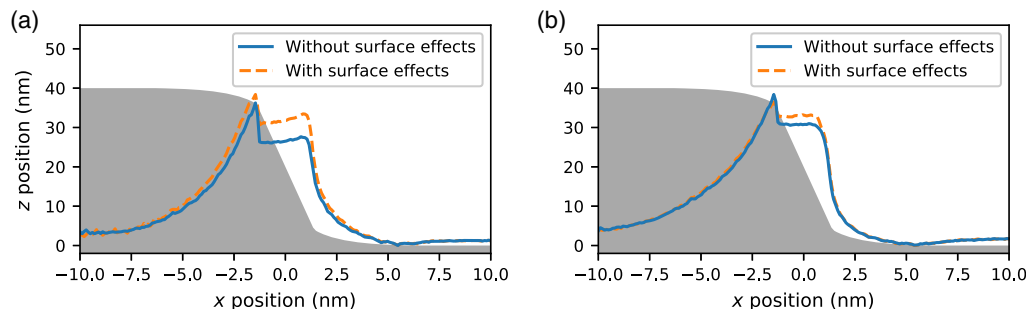 (a)
Without surface effects
With surface effects
z position (nm)
50
40
30
20
10
0
−10.0 −7.5 −5.0 −2.5 0.0 2.5 5.0 7.5 10.0
x position (nm)
(b)
Without surface effects
With surface effects
50
40
30
20
10
0
−10.0 −7.5 −5.0 −2.5 0.0 2.5 5.0 7.5 10.0
x position (nm)